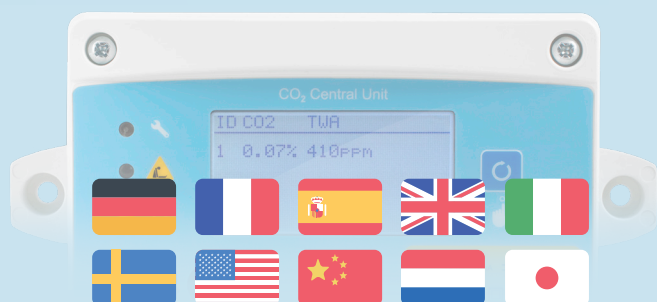 CO₂ Central Unit
ID CO2 TWA
1 0.07% 410ppm